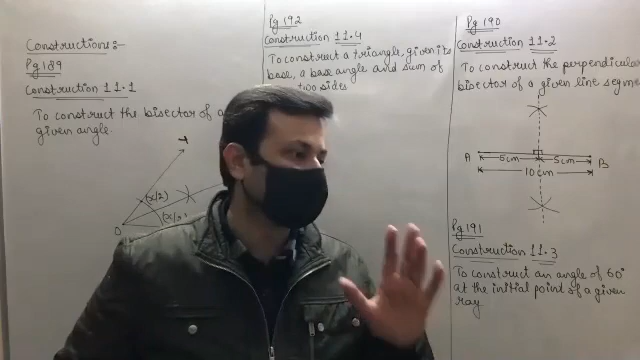 Constructions:-
Pg 189
Construction 11.1
To construct the bisector of a
given angle.
(x/2)
(x/2
O
Pg 192
Construction 11.4
To construct a triangle, given its
base, a base angle and sum of
two sides
Pg 190
Construction 11.2
To construct the perpendicular
bisector of a given line segme
A
5cm
5cm
B
10cm
Pg 191
Construction 11.3
To construct an angle of 60°
at the initial point of a given
ray